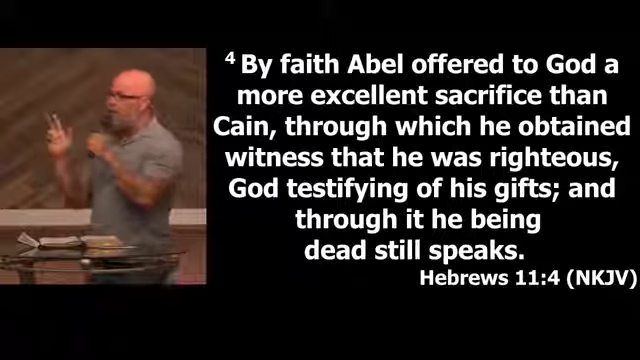 4 By faith Abel offered to God a
more excellent sacrifice than
Cain, through which he obtained
witness that he was righteous,
God testifying of his gifts; and
through it he being
dead still speaks.
Hebrews 11:4 (NKJV)